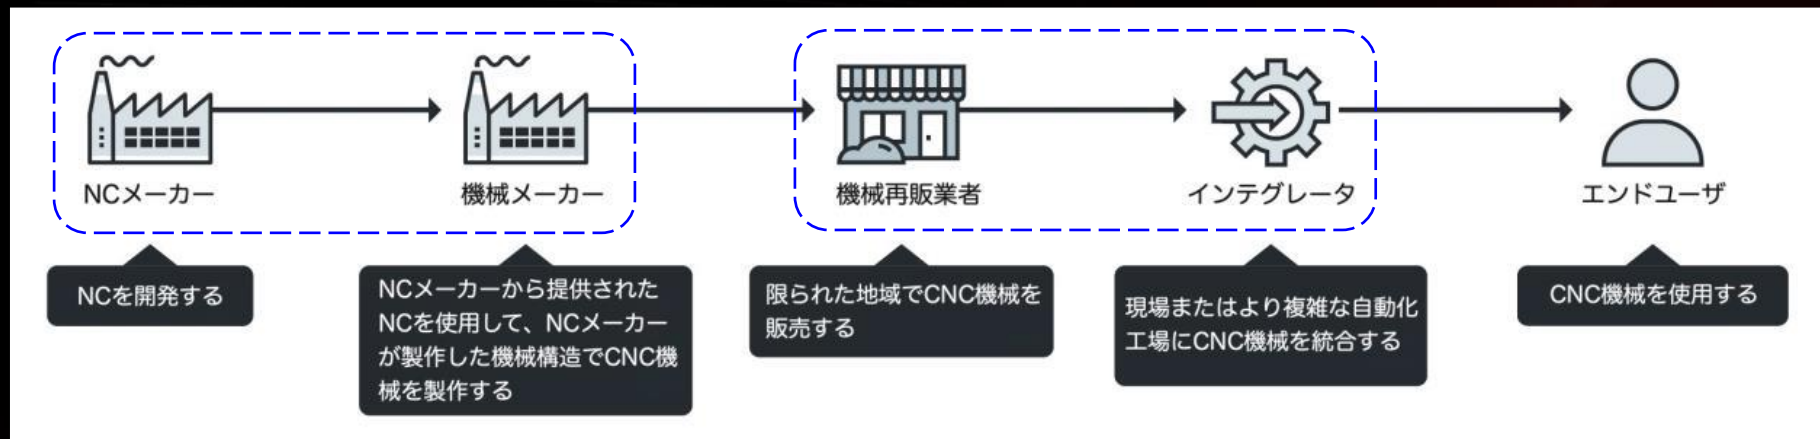 NCメーカー
機械メーカー
機械再販業者
インテグレータ
エンドユーザ
NCを開発する
NCメーカーから提供された
NCを使用して、NCメーカー
が製作した機械構造でCNC機
械を製作する
限られた地域でCNC機械を
販売する
現場またはより複雑な自動化
工場にCNC機械を統合する
CNC機械を使用する